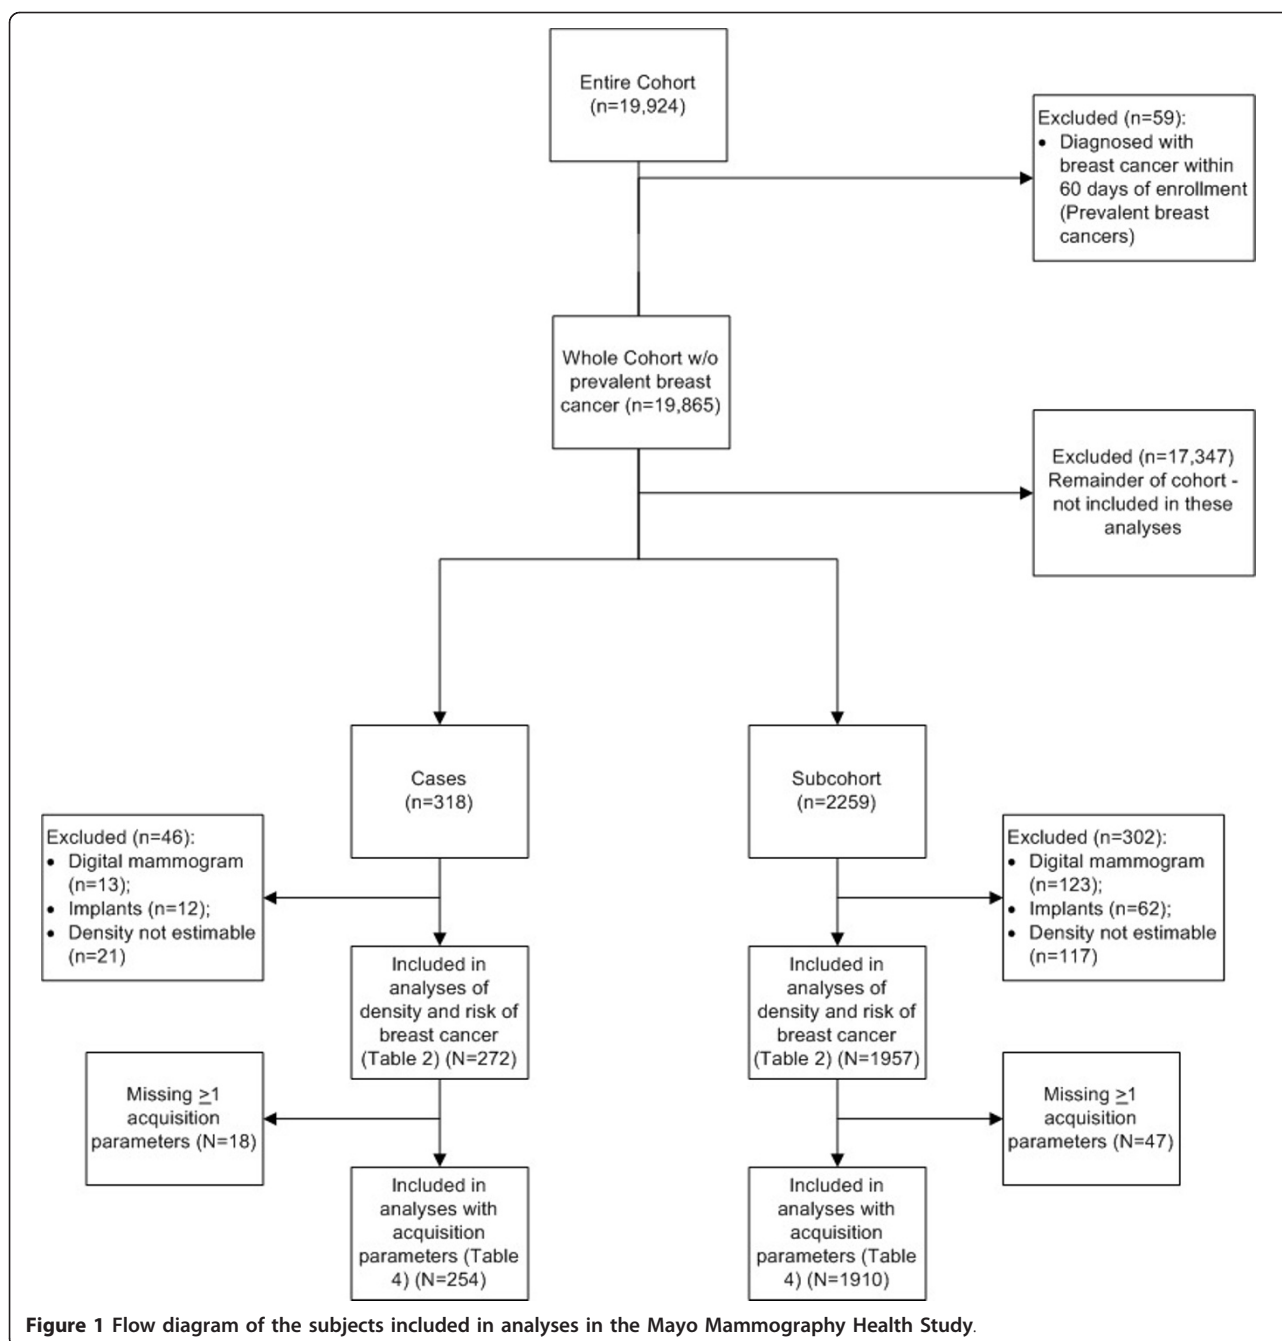 Entire Cohort
(n=19,924)
Excluded (n=59):
• Diagnosed with
breast cancer within
60 days of enrollment
(Prevalent breast
cancers)
Whole Cohort w/o
prevalent breast
cancer (n=19,865)
Excluded (n=17,347)
Remainder of cohort -
not included in these
analyses
Cases
(n=318)
Subcohort
(n=2259)
Excluded (n=46):
• Digital mammogram
(n=13);
• Implants (n=12);
• Density not estimable
(n=21)
Excluded (n=302):
• Digital mammogram
(n=123);
• Implants (n=62);
• Density not estimable
(n=117)
Included in
analyses of
density and risk of
breast cancer
(Table 2) (N=272)
Included in
analyses of
density and risk of
breast cancer
(Table 2) (N=1957)
Missing ≥1
acquisition
parameters (N=18)
Missing ≥1
acquisition
parameters (N=47)
Included in
analyses with
acquisition
parameters (Table
4) (N=254)
Included in
analyses with
acquisition
parameters (Table
4) (N=1910)
Figure 1 Flow diagram of the subjects included in analyses in the Mayo Mammography Health Study.